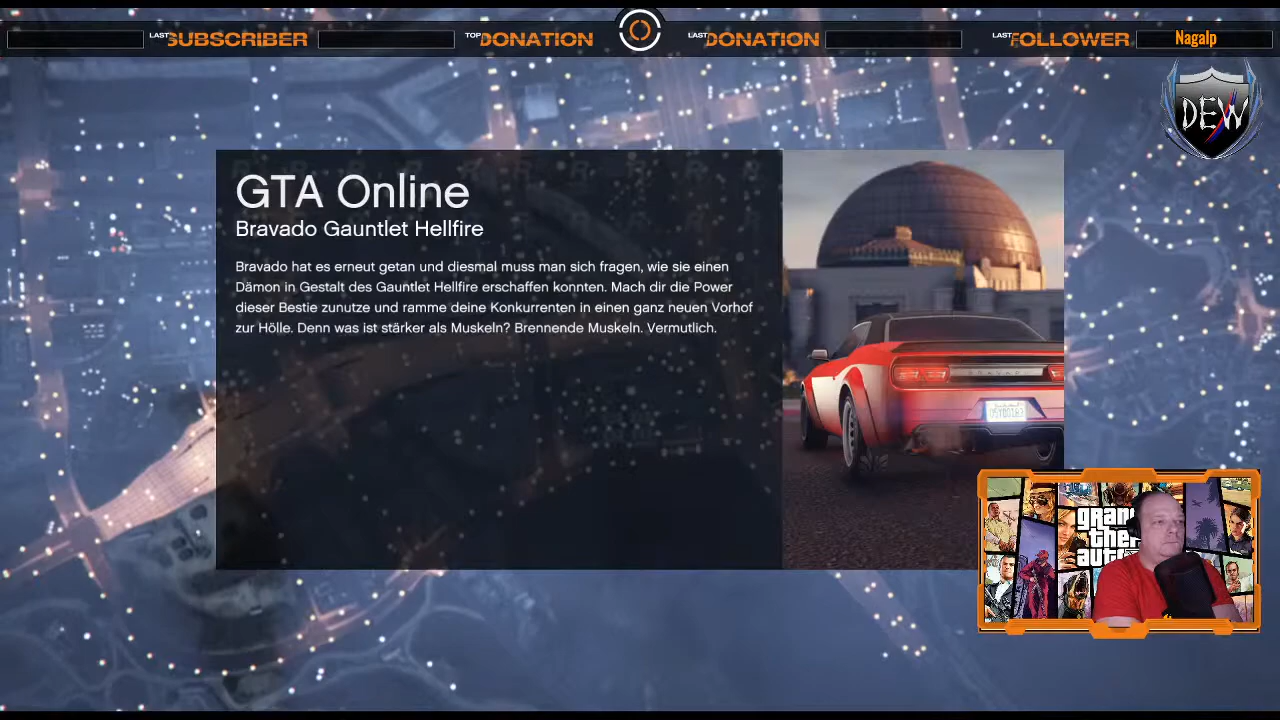 LAST SUBSCRIBER
TOP DONATION
LAST DONATION
LAST FOLLOWER
Nagalp
DEW
GTA Online
Bravado Gauntlet Hellfire
Bravado hat es erneut getan und diesmal muss man sich fragen, wie sie einen
Dämon in Gestalt des Gauntlet Hellfire erschaffen konnten. Mach dir die Power
dieser Bestie zunutze und ramme deine Konkurrenten in einen ganz neuen Vorhof
zur Hölle. Denn was ist stärker als Muskeln? Brennende Muskeln. Vermutlich.